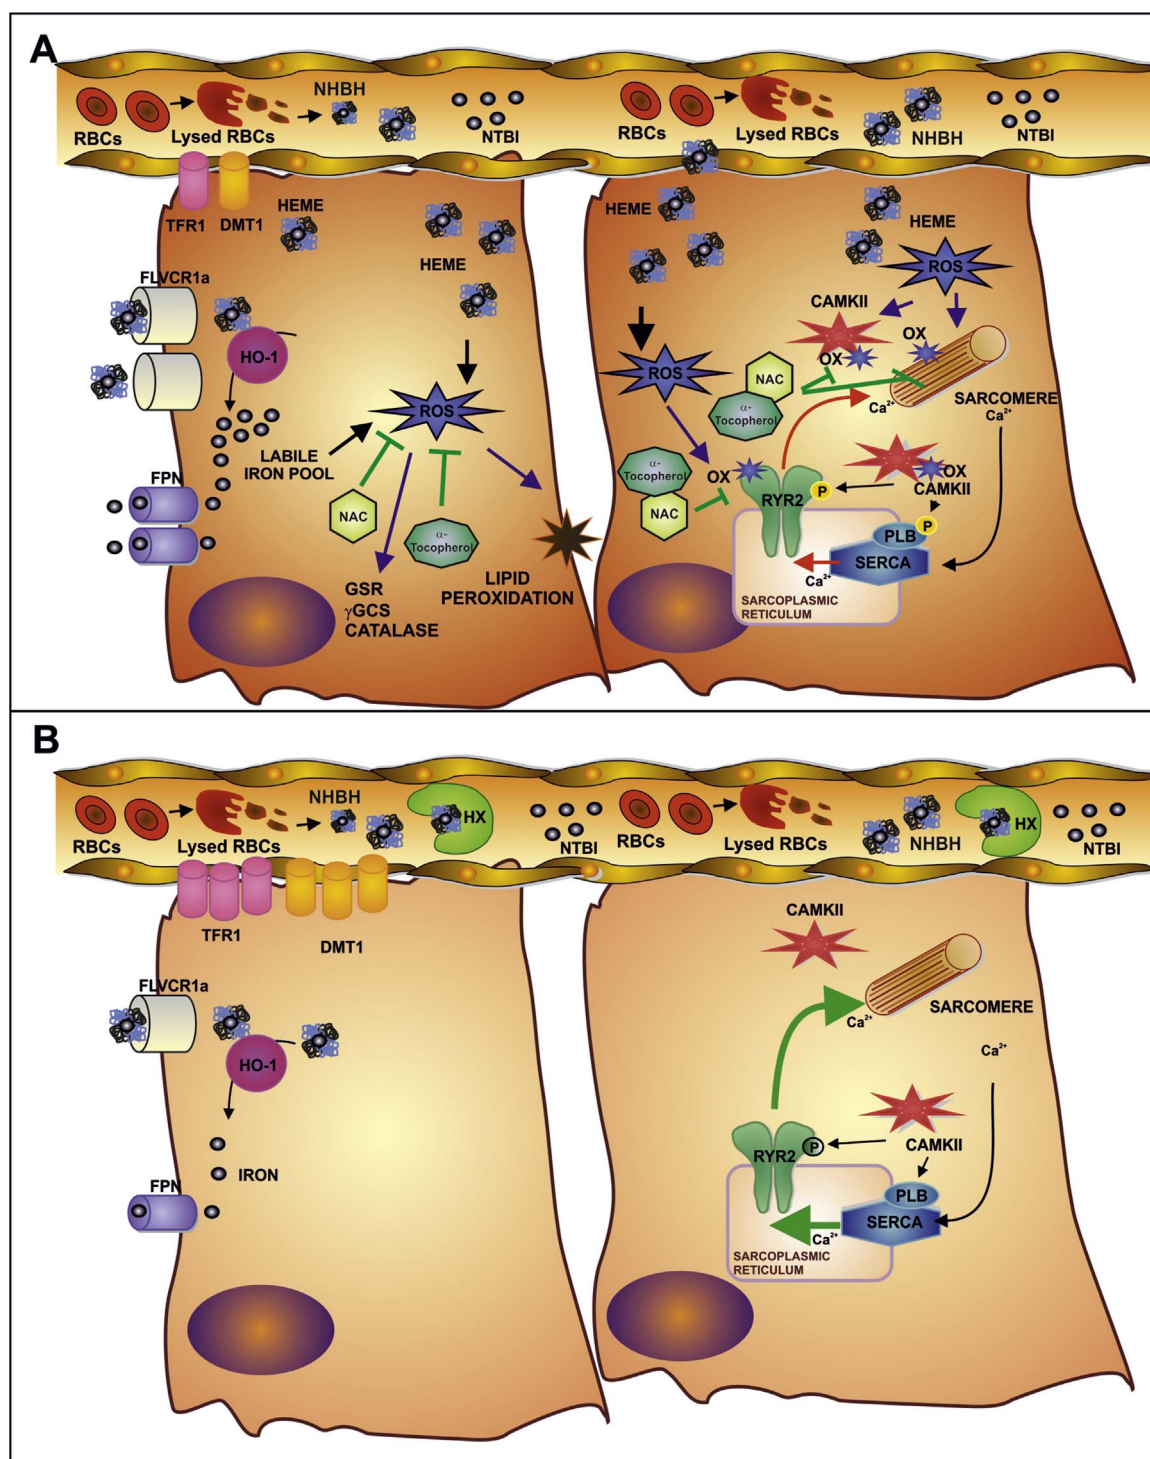 A
RBCs
Lysed RBCs
NHBH
NTBI
RBCs
Lysed RBCs
NHBH
NTBI
TFR1
DMT1
HEME
HEME
FLVCR1a
HO-1
LABILE
IRON POOL
FPN
ROS
NAC
α-
Tocopherol
GSR
γGCS
CATALASE
LIPID
PEROXIDATION
HEME
HEME
ROS
ROS
CAMKII
OX
OX
NAC
α-
Tocopherol
Ca2+
SARCOMERE
Ca2+
α-
Tocopherol
NAC
OX
RYR2
P
OX
CAMKII
P
PLB
SERCA
Ca2+
SARCOPLASMIC
RETICULUM
B
RBCs
Lysed RBCs
NHBH
HX
NTBI
RBCs
Lysed RBCs
NHBH
HX
NTBI
TFR1
DMT1
FLVCR1a
HO-1
IRON
FPN
CAMKII
Ca2+
SARCOMERE
Ca2+
CAMKII
RYR2
P
PLB
SERCA
Ca2+
SARCOPLASMIC
RETICULUM